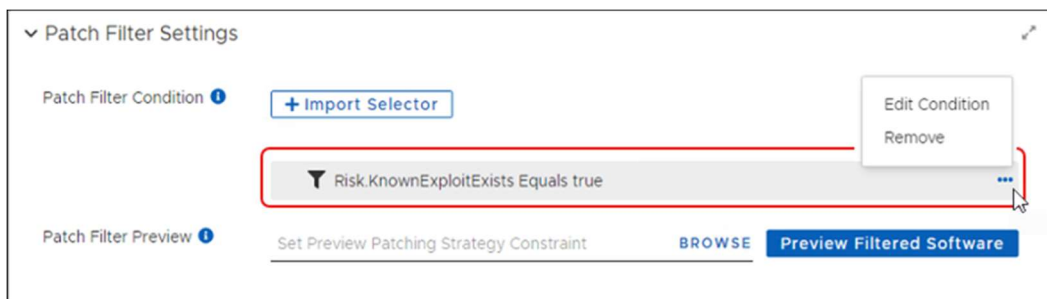 Patch Filter Settings
Patch Filter Condition
+ Import Selector
Edit Condition
Remove
Risk.KnownExploitExists Equals true
Patch Filter Preview
Set Preview Patching Strategy Constraint
BROWSE
Preview Filtered Software